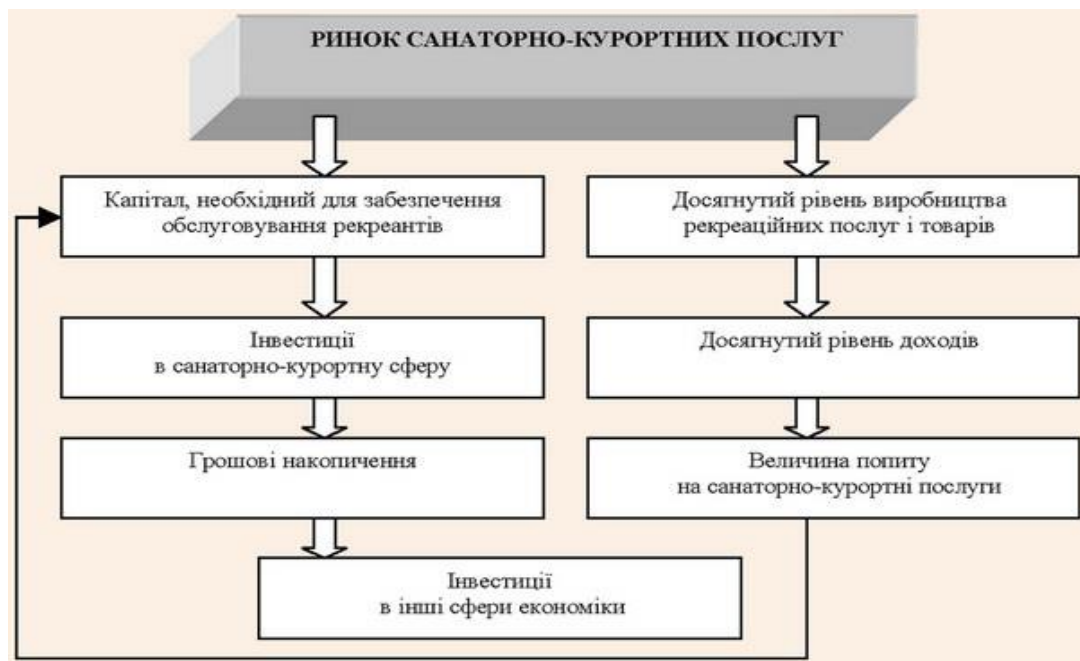 РИНОК САНАТОРНО-КУРОРТНИХ ПОСЛУГ
Капітал, необхідний для забезпечення
обслуговування рекреантів
Досягнутий рівень виробництва
рекреаційних послуг і товарів
Інвестиції
в санаторно-курортну сферу
Досягнутий рівень доходів
Грошові накопичення
Величина попиту
на санаторно-курортні послуги
Інвестиції
в інші сфери економіки